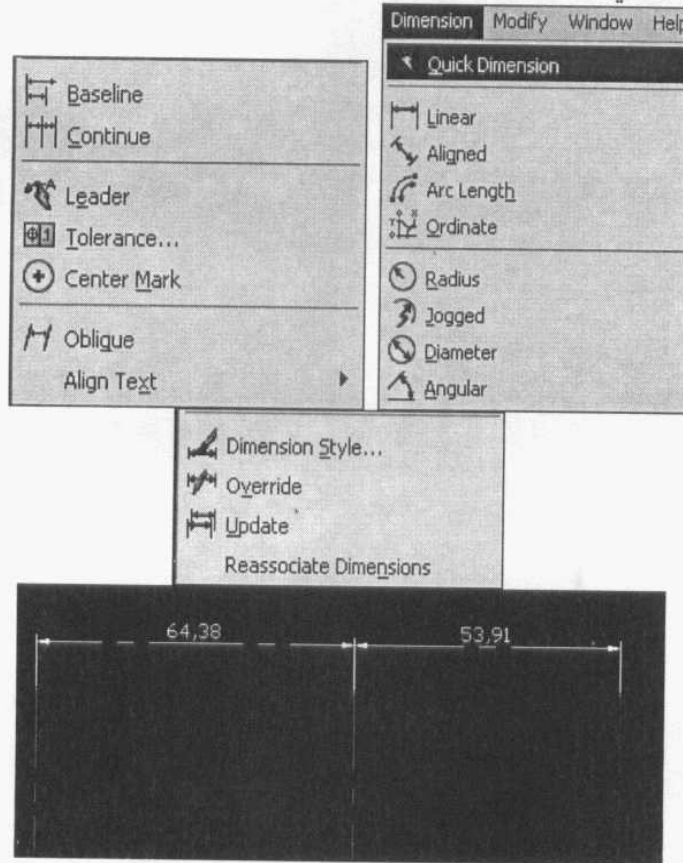 Dimension Modify Window Help
Quick Dimension
Linear
Aligned
Arc Length
Ordinate
Radius
Jogged
Diameter
Angular
Baseline
Continue
Leader
Tolerance...
Center Mark
Oblique
Align Text
Dimension Style...
Override
Update
Reassociate Dimensions
64,38
53,91